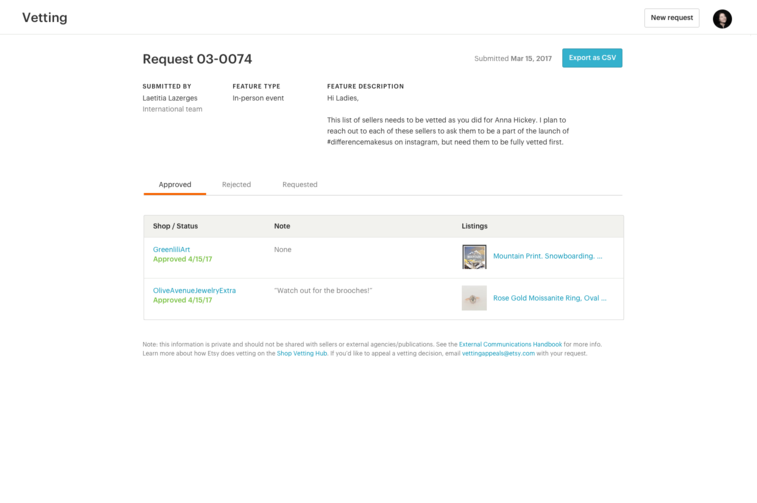 Vetting
New request
Request 03-0074
Submitted Mar 15, 2017
Export as CSV
SUBMITTED BY
Laetitia Lazerges
International team
FEATURE TYPE
In-person event
FEATURE DESCRIPTION
Hi Ladies,
This list of sellers needs to be vetted as you did for Anna Hickey. I plan to
reach out to each of these sellers to ask them to be a part of the launch of
#differencemakesus on instagram, but need them to be fully vetted first.
Approved
Rejected
Requested
Shop / Status
Note
Listings
GreenliliArt
Approved 4/15/17
None
Mountain Print. Snowboarding. ...
OliveAvenueJewelryExtra
Approved 4/15/17
"Watch out for the brooches!"
Rose Gold Moissanite Ring, Oval ...
Note: this information is private and should not be shared with sellers or external agencies/publications. See the External Communications Handbook for more info.
Learn more about how Etsy does vetting on the Shop Vetting Hub. If you'd like to appeal a vetting decision, email vettingappeals@etsy.com with your request.